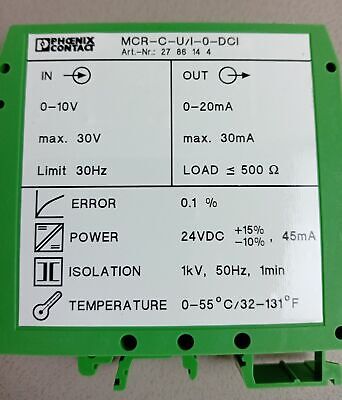 PHŒNIX CONTACT
MCR-C-U/I-0-DCI
Art.-Nr.: 27 86 14 4
IN
OUT
0-10V
0-20mA
max. 30V
max. 30mA
Limit 30Hz
LOAD ≤ 500 Ω
ERROR 0.1 %
POWER 24VDC +15% -10%, 45mA
ISOLATION 1kV, 50Hz, 1min
TEMPERATURE 0-55°C/32-131°F